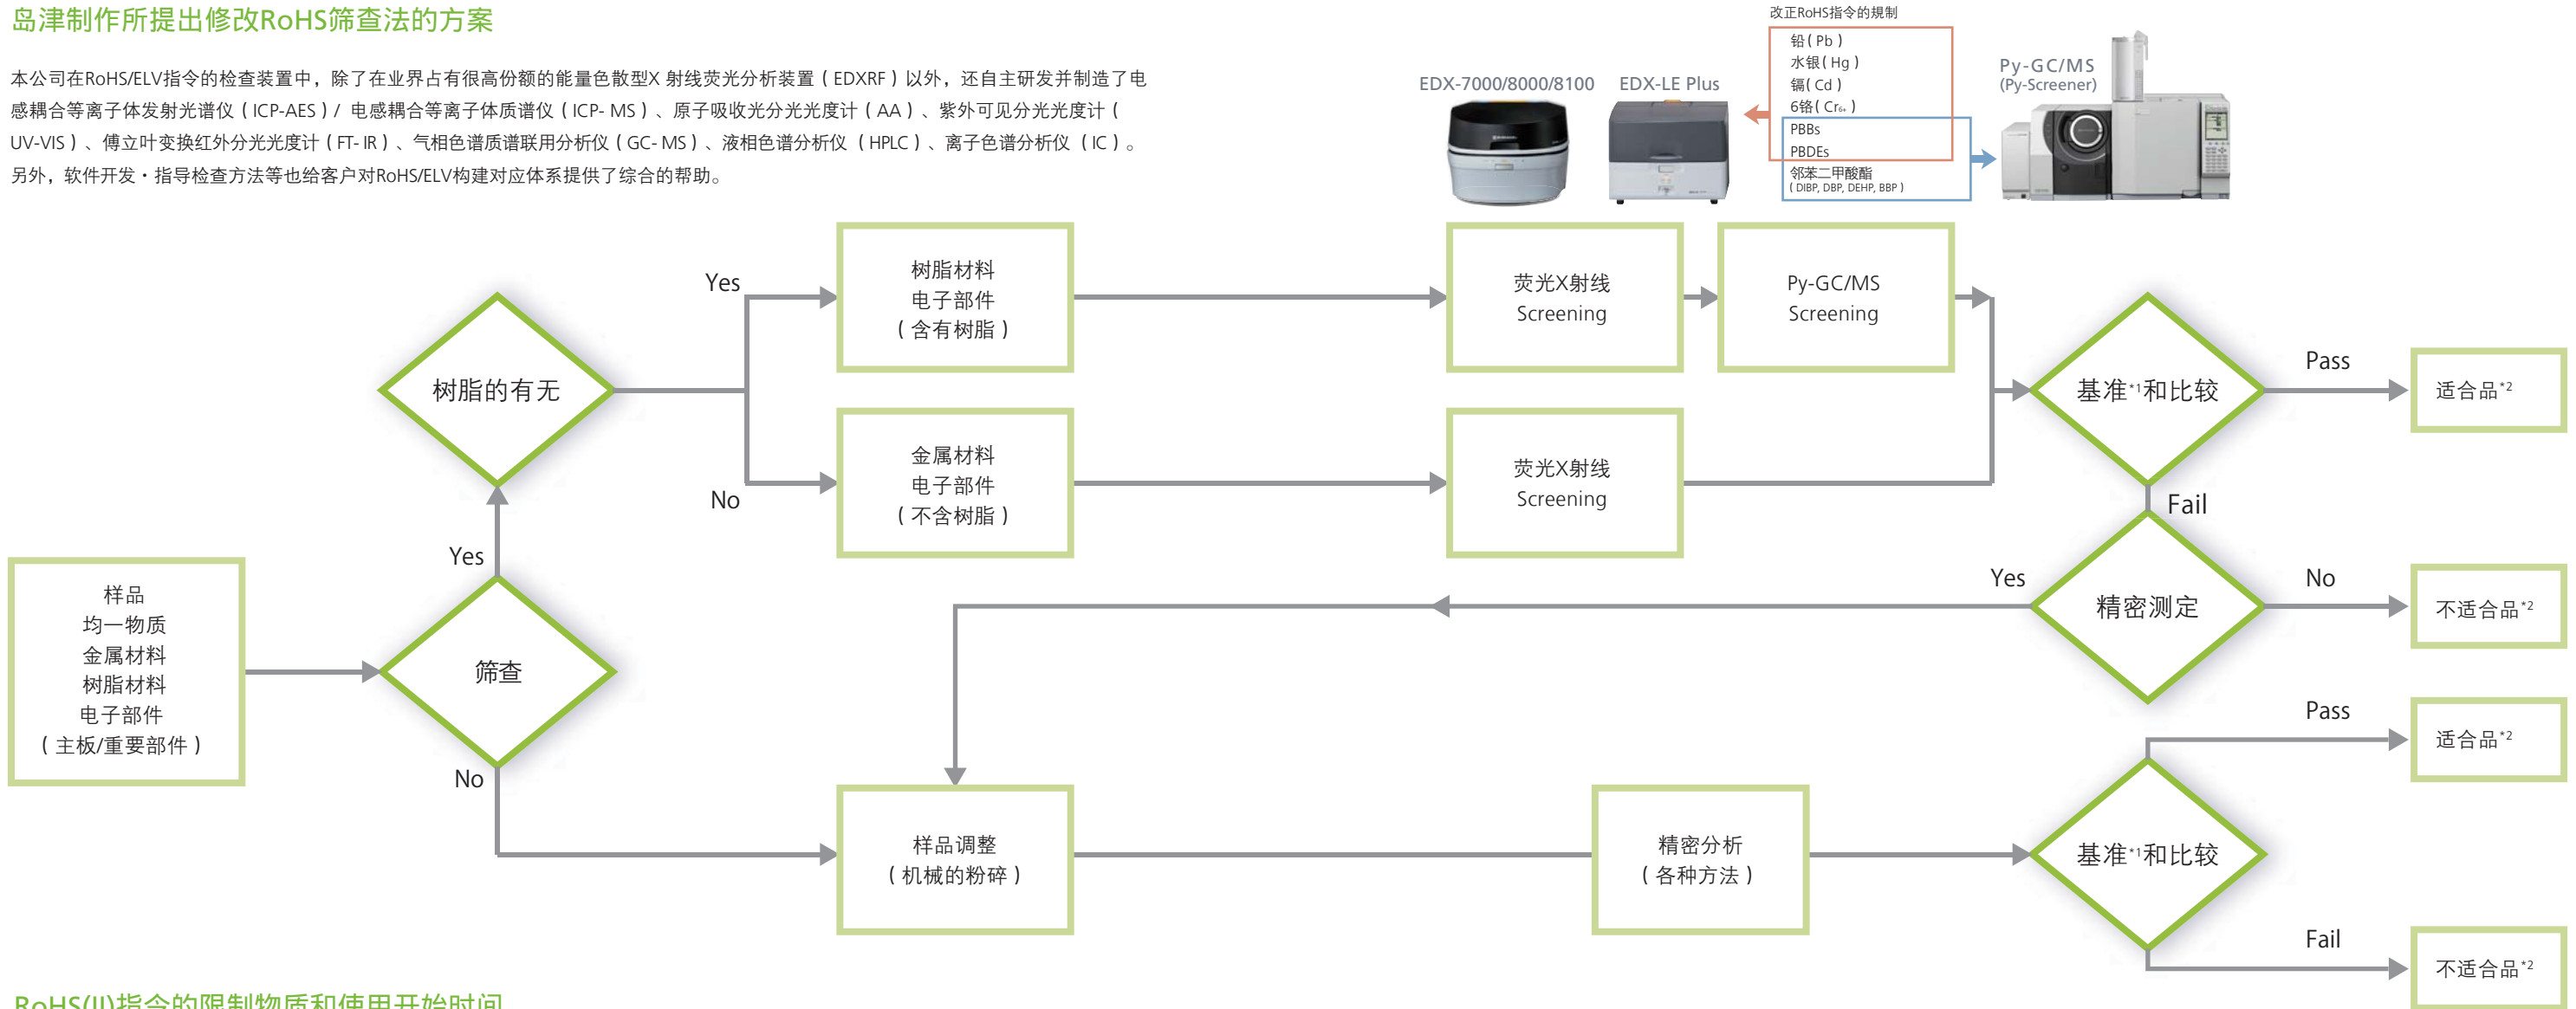 岛津制作所提出修改RoHS筛查法的方案
本公司在RoHS/ELV指令的检查装置中，除了在业界占有很高份额的能量色散型X 射线荧光分析装置（EDXRF）以外，还自主研发并制造了电
感耦合等离子体发射光谱仪（ICP-AES）/ 电感耦合等离子体质谱仪（ICP- MS）、原子吸收光分光光度计（AA）、紫外可见分光光度计（
UV-VIS）、傅立叶变换红外分光光度计（FT- IR）、气相色谱质谱联用分析仪（GC- MS）、液相色谱分析仪 （HPLC）、离子色谱分析仪 （IC）。
另外，软件开发・指导检查方法等也给客户对RoHS/ELV构建对应体系提供了综合的帮助。
改正RoHS指令的規制
铅( Pb )
水银( Hg )
镉( Cd )
6铬( Cr6+ )
PBBs
PBDEs
邻苯二甲酸酯
( DIBP, DBP, DEHP, BBP )
EDX-7000/8000/8100
EDX-LE Plus
Py-GC/MS
(Py-Screener)
样品
均一物质
金属材料
树脂材料
电子部件
（主板/重要部件）
筛查
Yes
No
树脂的有无
Yes
No
树脂材料
电子部件
（含有树脂）
金属材料
电子部件
（不含树脂）
荧光X射线
Screening
Py-GC/MS
Screening
荧光X射线
Screening
基准*1和比较
Pass
适合品*2
Fail
精密测定
Yes
No
不适合品*2
样品调整
（机械的粉碎）
精密分析
（各种方法）
基准*1和比较
Pass
适合品*2
Fail
不适合品*2
RoHS(II)指令的限制物质和使用开始时间